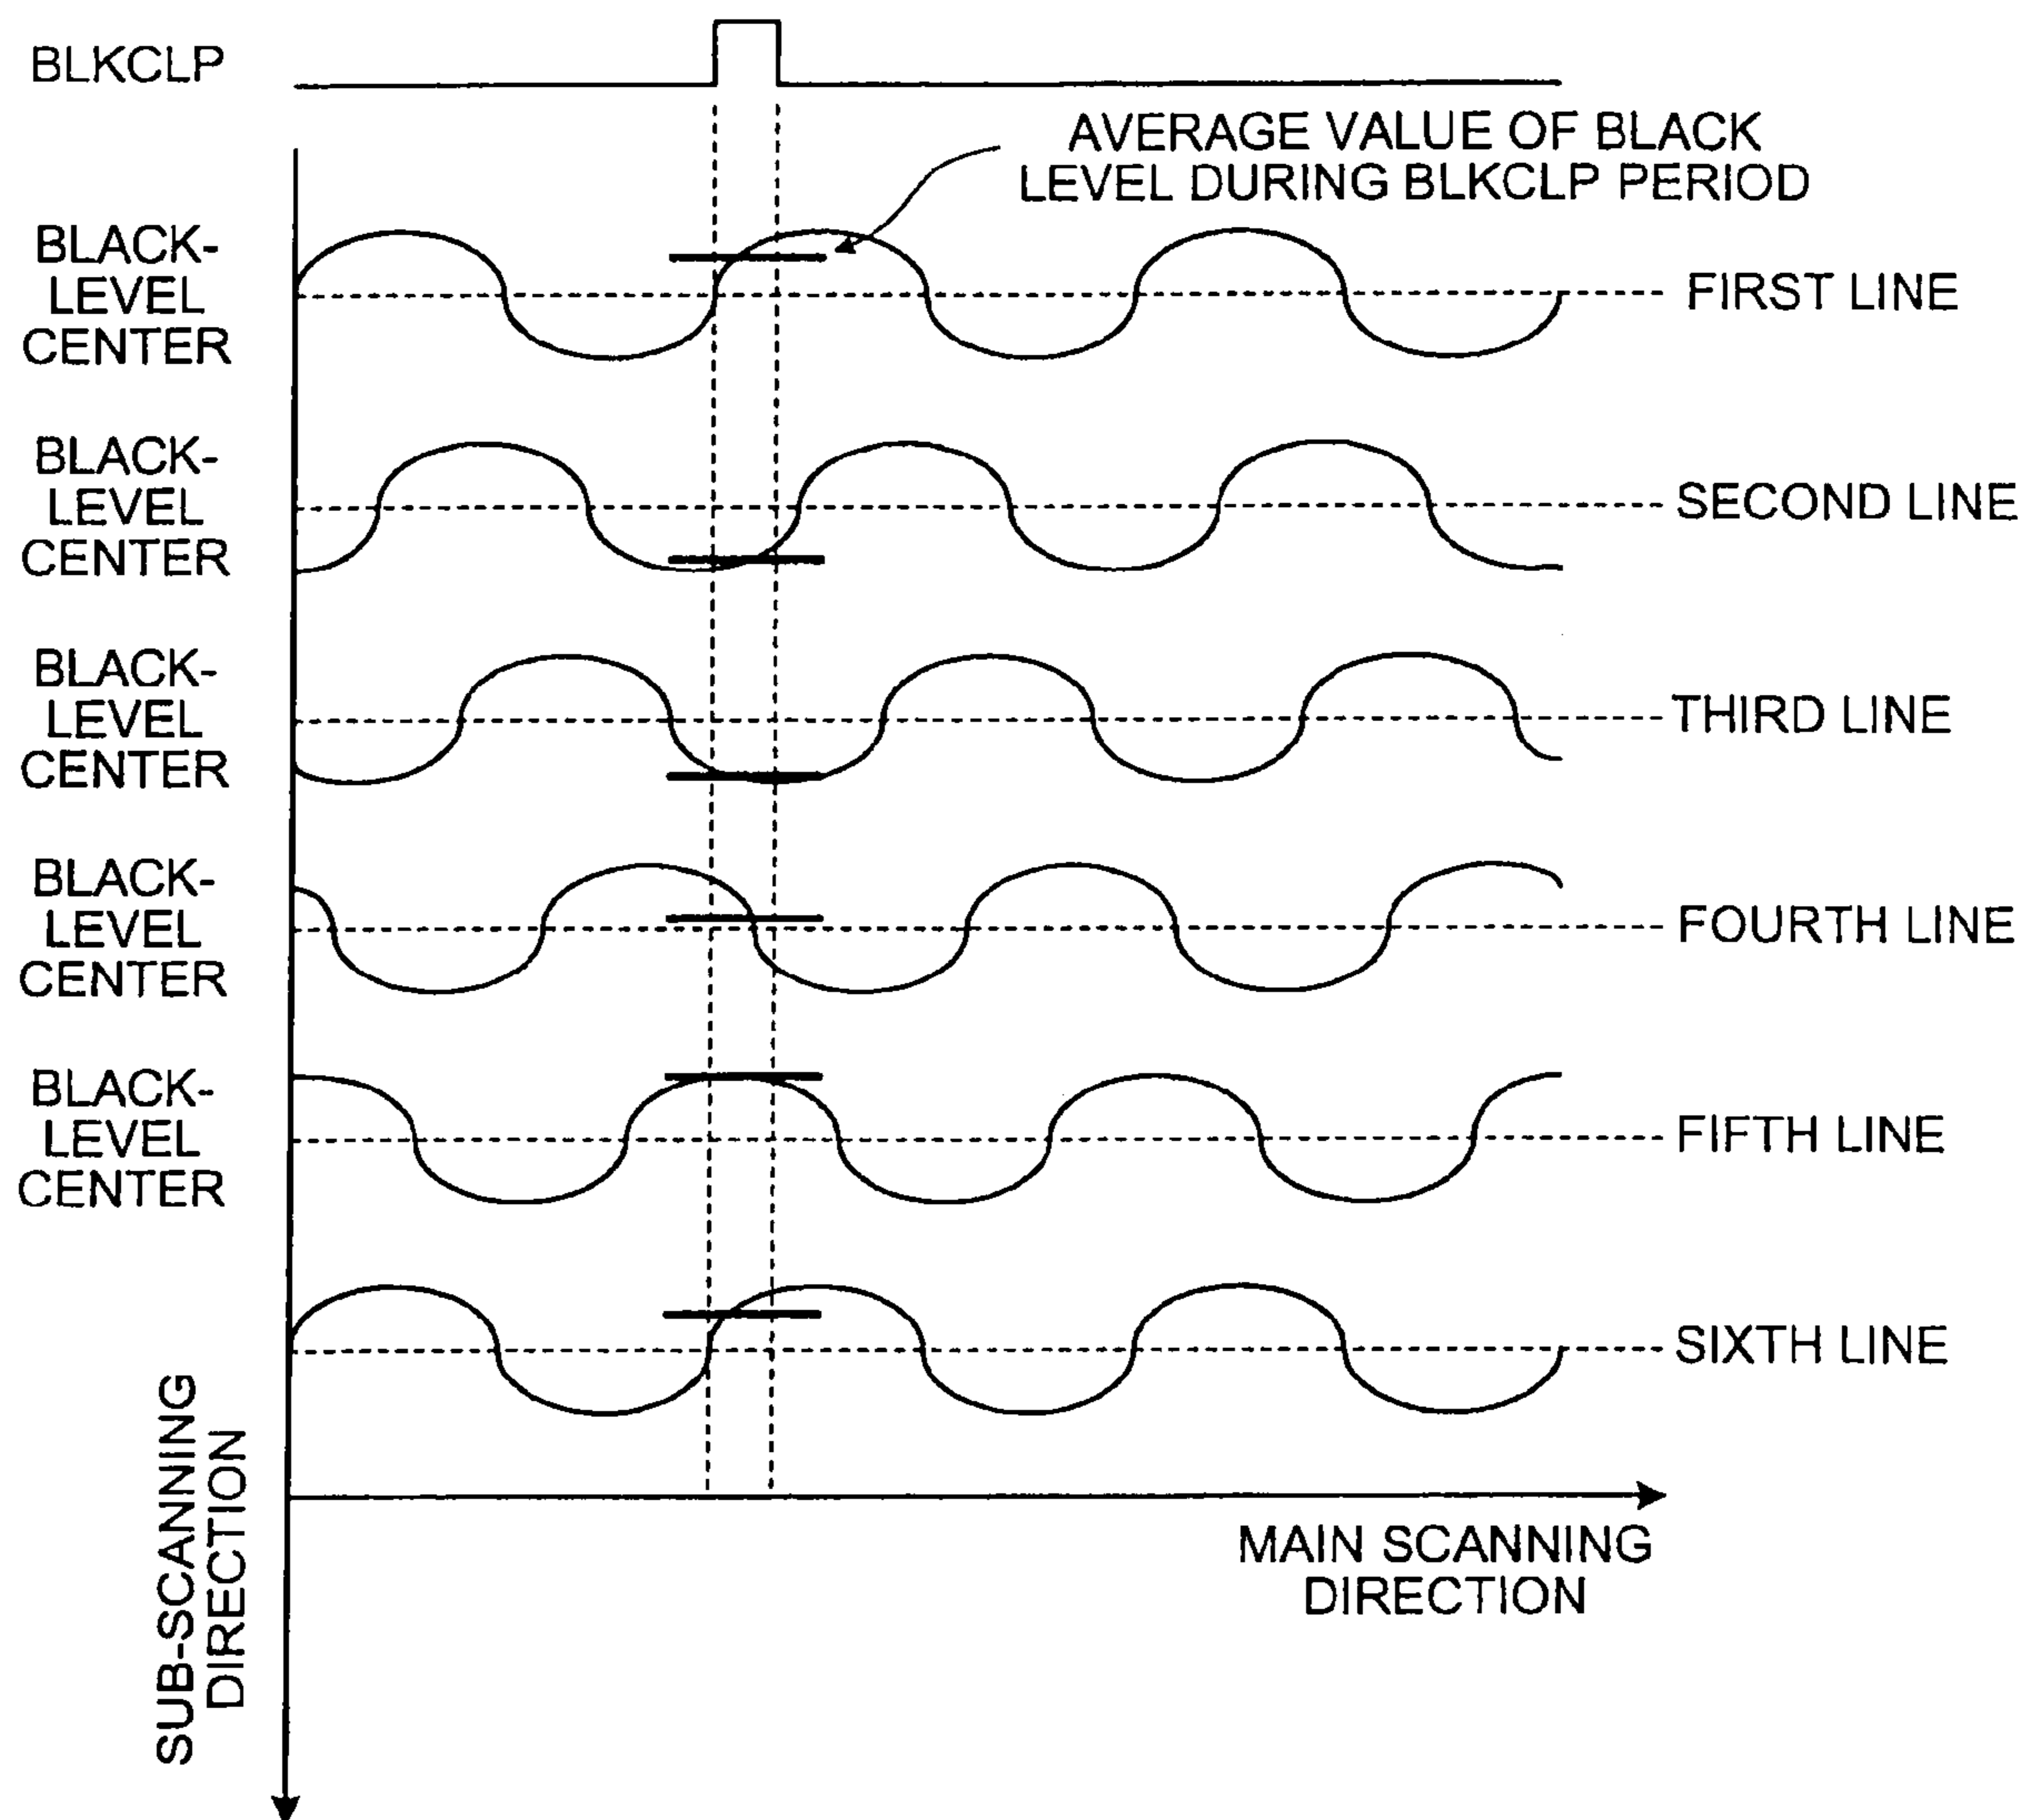 BLKCLP
AVERAGE VALUE OF BLACK
LEVEL DURING BLKCLP PERIOD
BLACK-
LEVEL
CENTER
FIRST LINE
BLACK-
LEVEL
CENTER
SECOND LINE
BLACK-
LEVEL
CENTER
THIRD LINE
BLACK-
LEVEL
CENTER
FOURTH LINE
BLACK-
LEVEL
CENTER
FIFTH LINE
SIXTH LINE
SUB-SCANNING
DIRECTION
MAIN SCANNING
DIRECTION